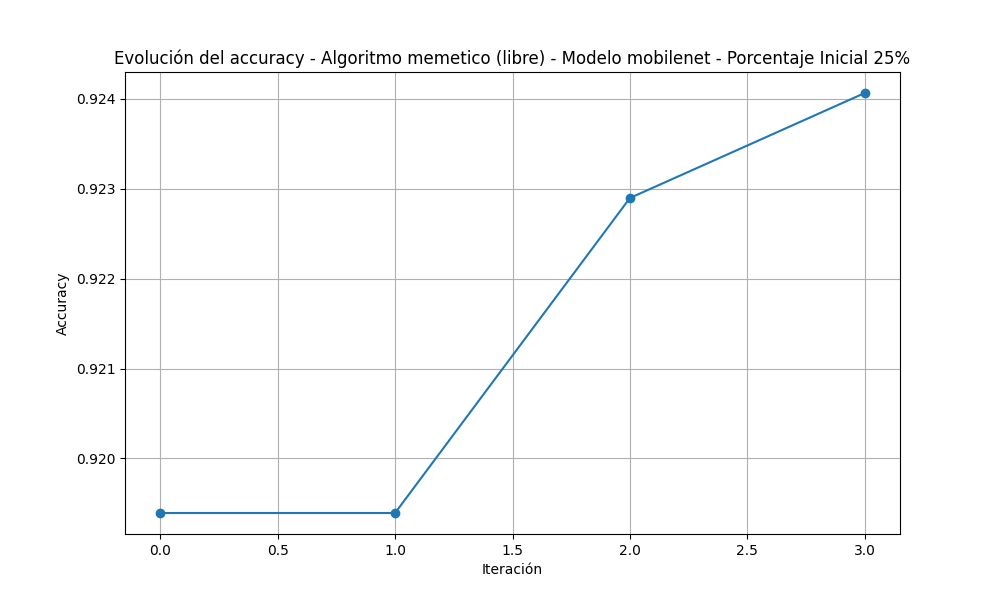 Evolución del accuracy - Algoritmo memetico (libre) - Modelo mobilenet - Porcentaje Inicial 25%
0.924
0.923
0.922
0.921
0.920
Accuracy
0.0 0.5 1.0 1.5 2.0 2.5 3.0
Iteración